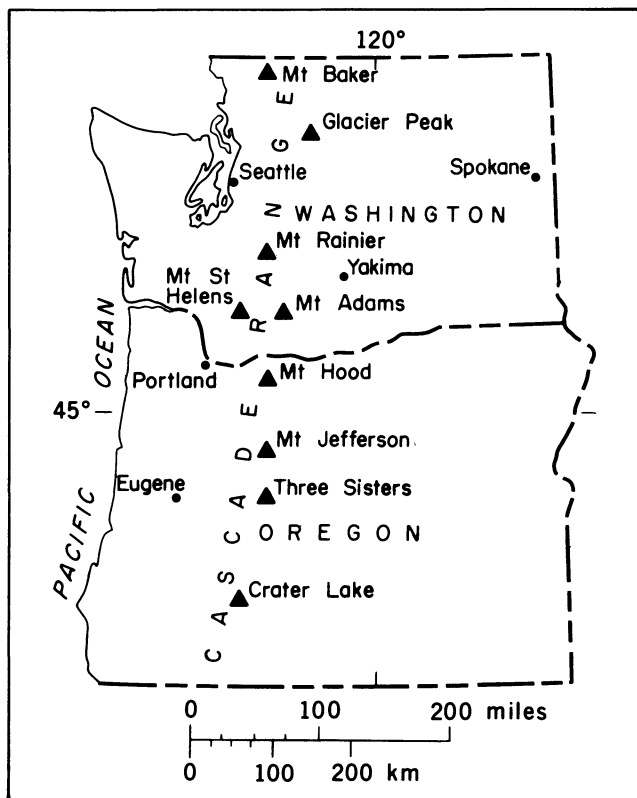 120°
Mt Baker
Glacier Peak
Seattle
Spokane
WASHINGTON
Mt Rainier
Yakima
Mt St
Helens
Mt Adams
Portland
Mt Hood
45°
Mt Jefferson
Eugene
Three Sisters
OREGON
Crater Lake
CASCADE RANGE
PACIFIC OCEAN
0 100 200 miles
0 100 200 km